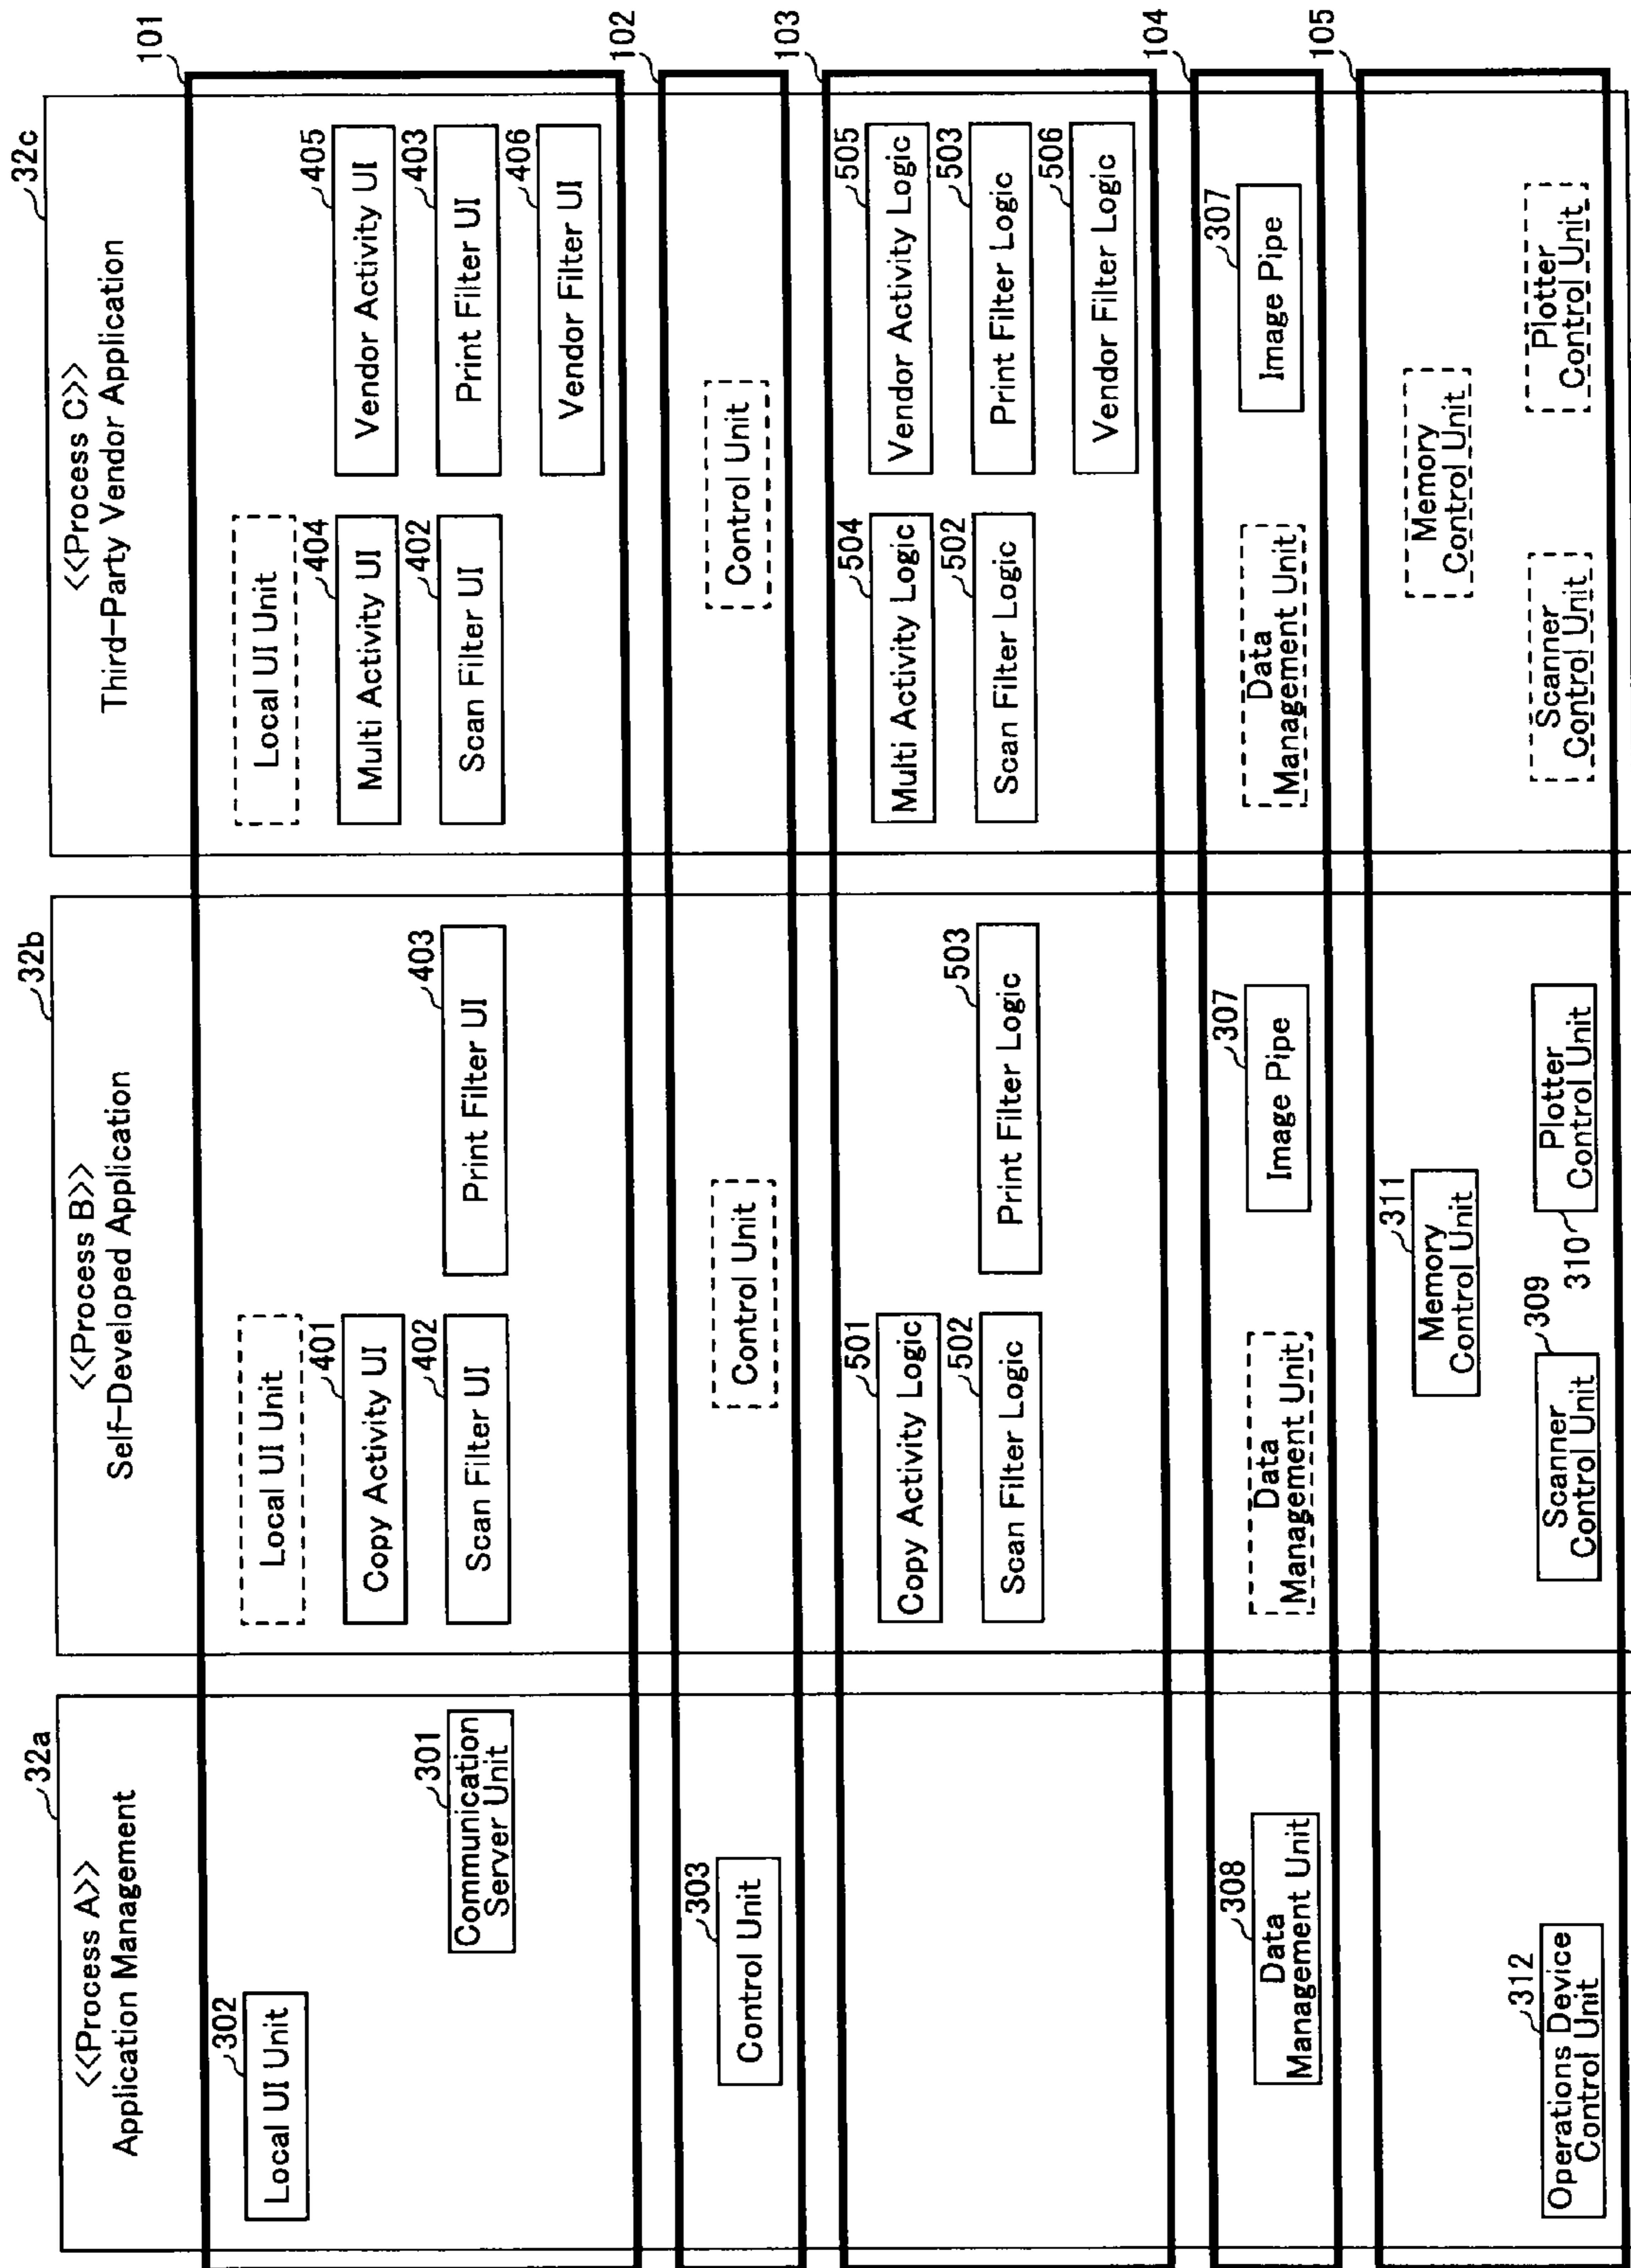 <<Process A>>
Application Management
32a
<<Process B>>
Self-Developed Application
32b
<<Process C>>
Third-Party Vendor Application
32c
101
302
Local UI Unit
301
Communication
Server Unit
Local UI Unit
401
Copy Activity UI
402
Scan Filter UI
403
Print Filter UI
Local UI Unit
404
Multi Activity UI
402
Scan Filter UI
405
Vendor Activity UI
403
Print Filter UI
406
Vendor Filter UI
102
303
Control Unit
Control Unit
Control Unit
103
501
Copy Activity Logic
502
Scan Filter Logic
503
Print Filter Logic
504
Multi Activity Logic
502
Scan Filter Logic
505
Vendor Activity Logic
503
Print Filter Logic
506
Vendor Filter Logic
104
308
Data
Management Unit
Data
Management Unit
307
Image Pipe
Data
Management Unit
307
Image Pipe
105
312
Operations Device
Control Unit
311
Memory
Control Unit
309
Scanner
Control Unit
310
Plotter
Control Unit
Memory
Control Unit
Scanner
Control Unit
Plotter
Control Unit